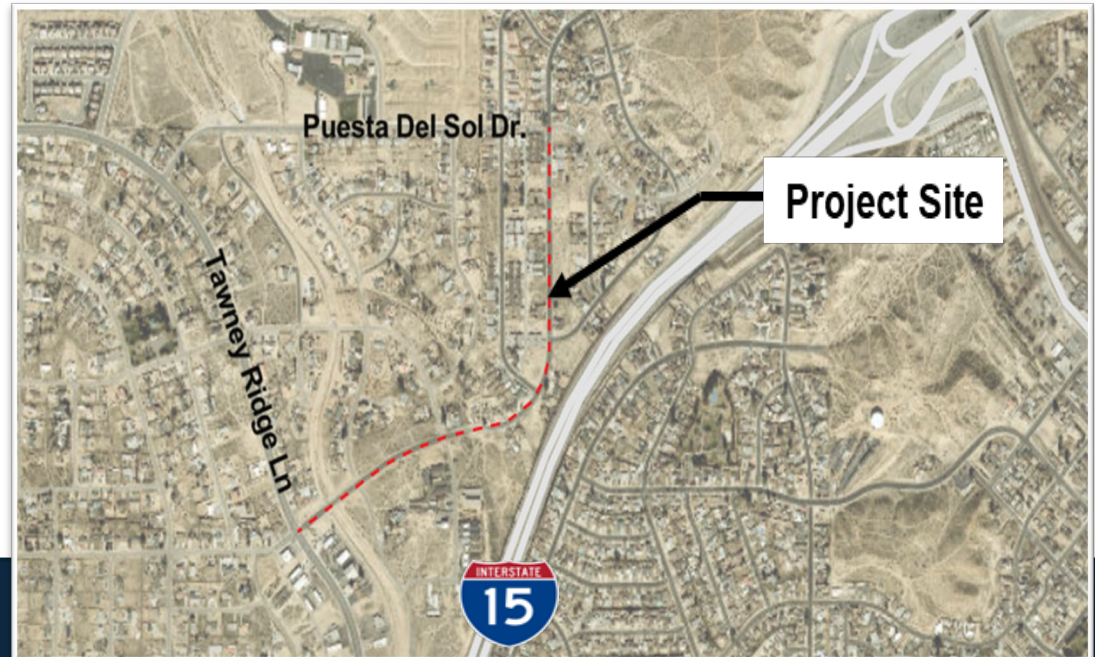 Puesta Del Sol Dr.
Project Site
Tawney Ridge Ln
INTERSTATE
15